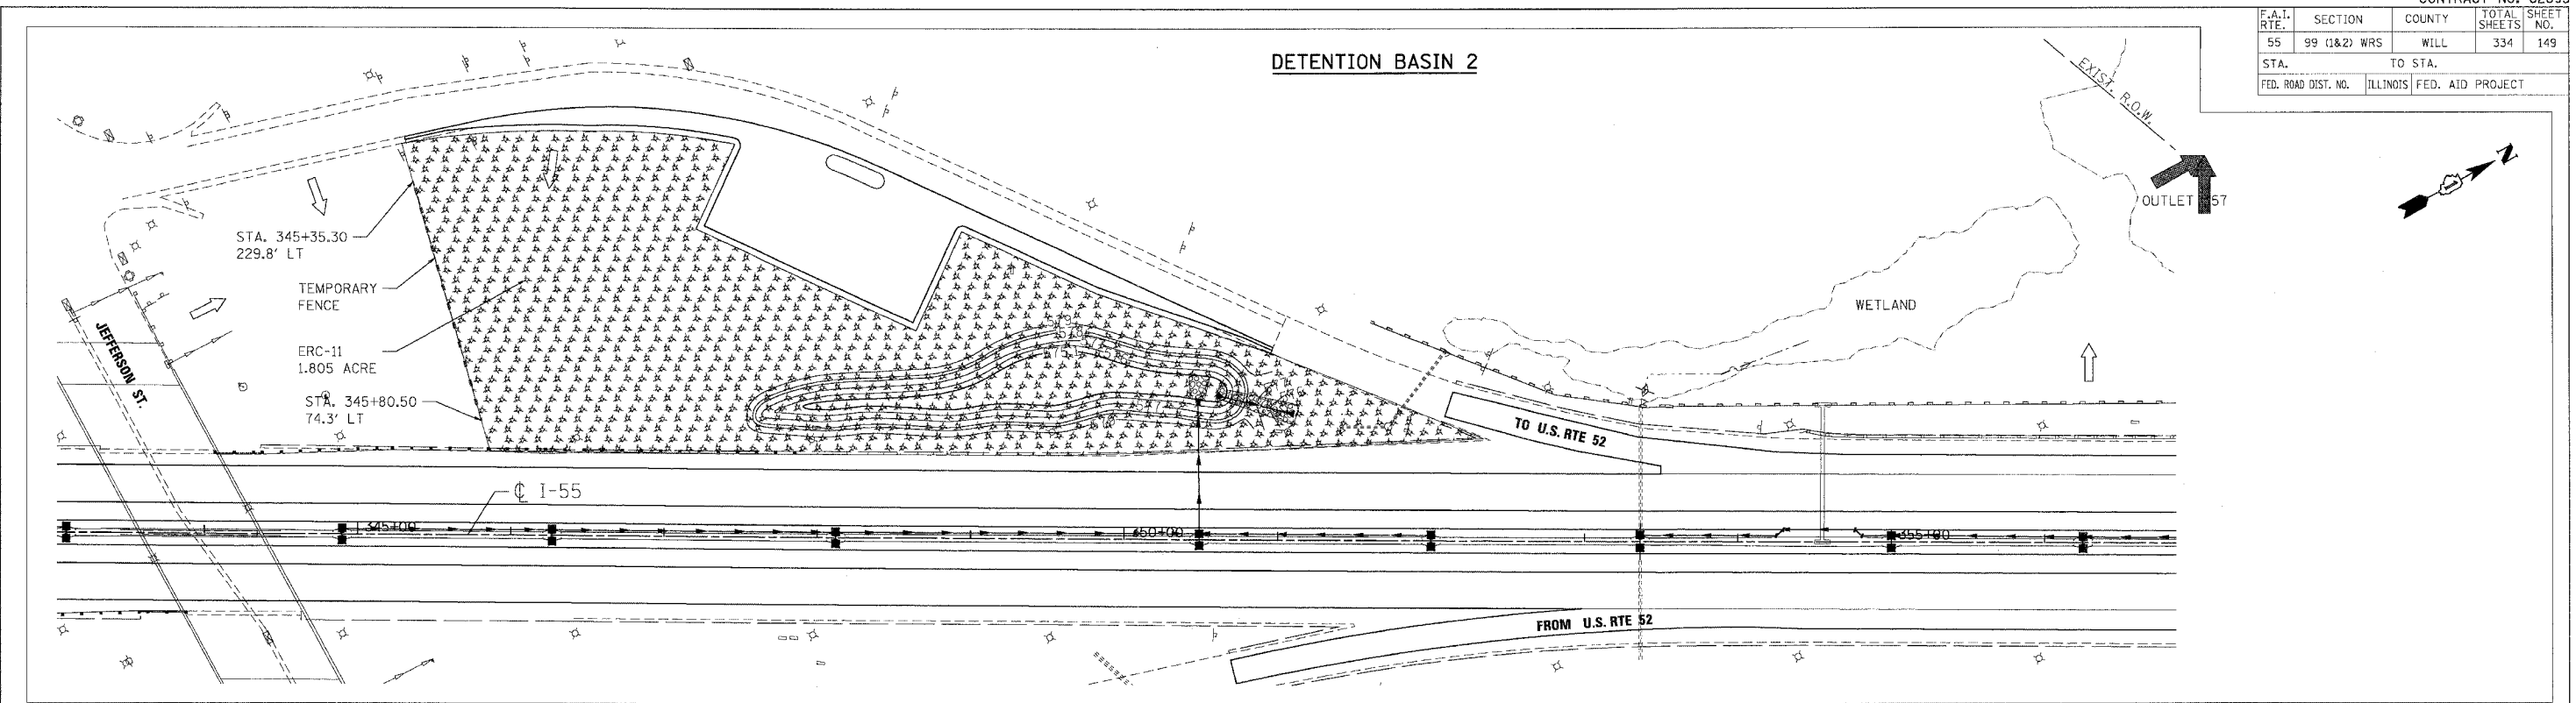 F.A.I. RTE. SECTION COUNTY TOTAL SHEETS SHEET NO.
55 99 (1&2) WRS WILL 334 149
STA. TO STA.
FED. ROAD DIST. NO. ILLINOIS FED. AID PROJECT
DETENTION BASIN 2
EXIST. R.O.W.
N
OUTLET 57
STA. 345+35.30
229.8' LT
TEMPORARY
FENCE
WETLAND
JEFFERSON ST.
ERC-11
1.805 ACRE
STA. 345+80.50
74.3' LT
TO U.S. RTE 52
℄ I-55
345+00
350+00
355+00
FROM U.S. RTE 52